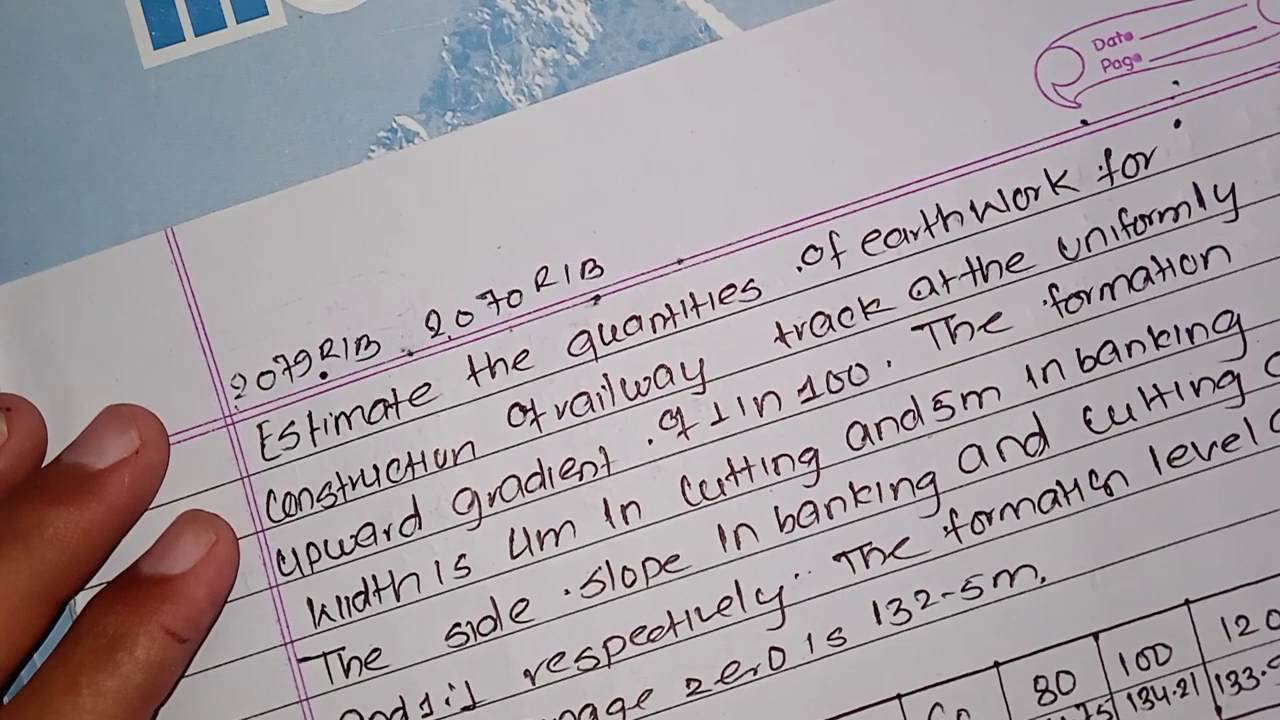 Date
Page
2079 R/B . 2070 R/B
Estimate the quantities of earthwork for
construction of railway track at the uniformly
upward gradient of 1 in 100. The formation
width is 4m in cutting and 5m in banking
The side slope in banking and cutting
and 1:1 respectively. The formation level
zero is 132.5m.
80 100 120
134.21